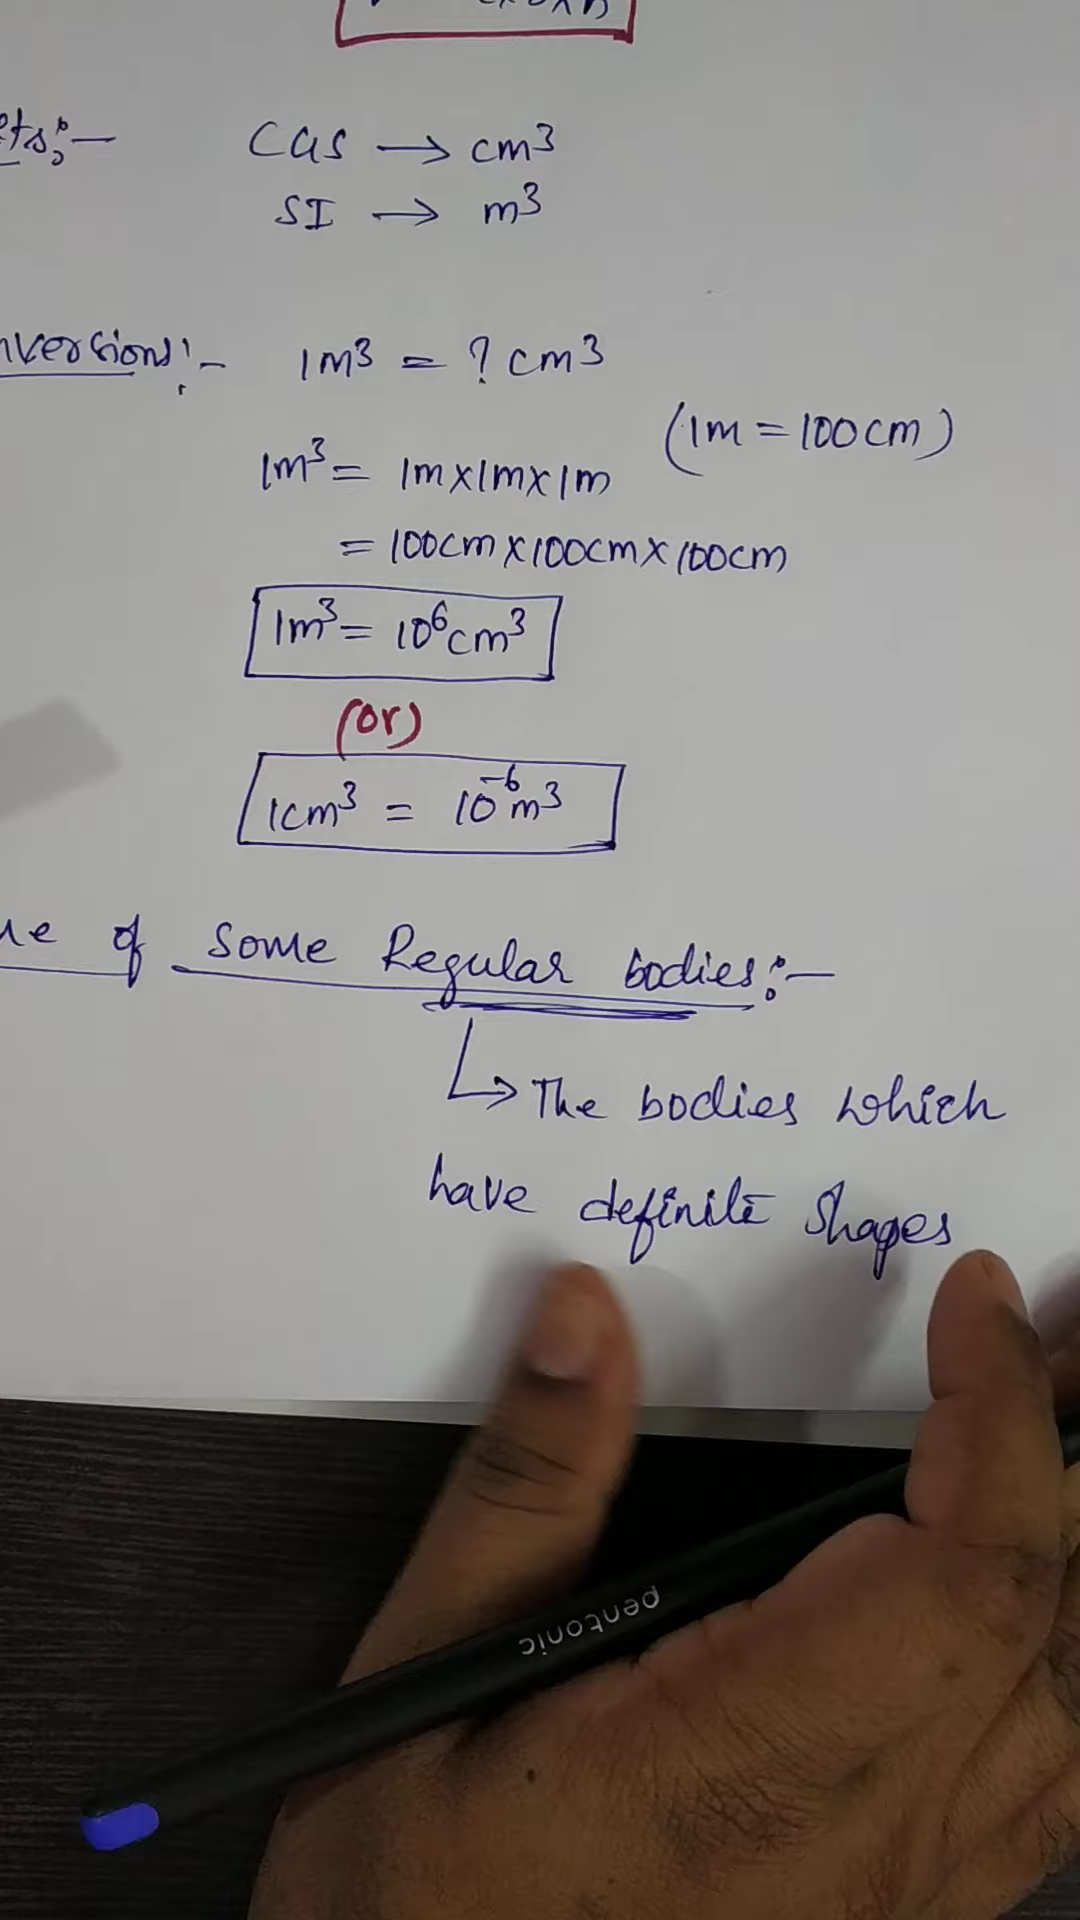 CGS → cm³
SI → m³
1m³ = ? cm³
(1m = 100cm)
1m³ = 1m×1m×1m
= 100cm×100cm×100cm
1m³ = 10⁶cm³
(or)
1cm³ = 10⁻⁶m³
of some Regular bodies:-
↳ The bodies which
have definite shapes
pentonic